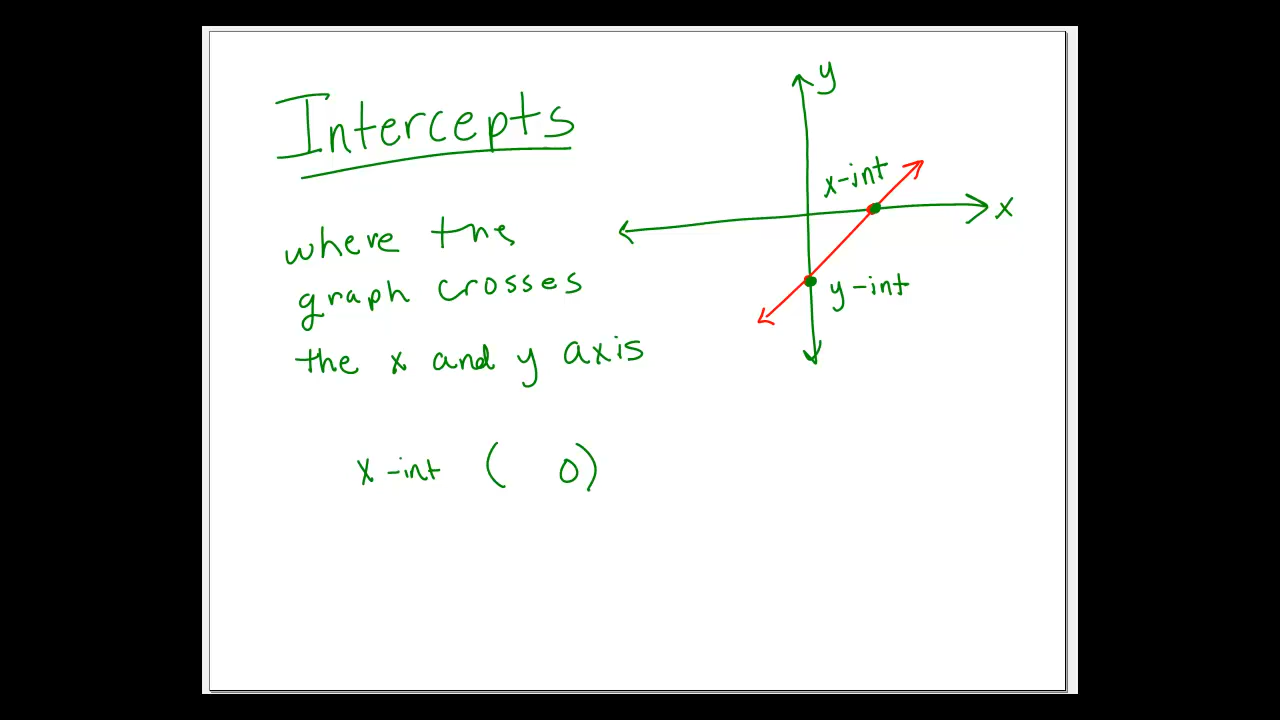 Intercepts
where the
graph crosses
the x and y axis
x-int ( 0)
y
x-int
x
y-int